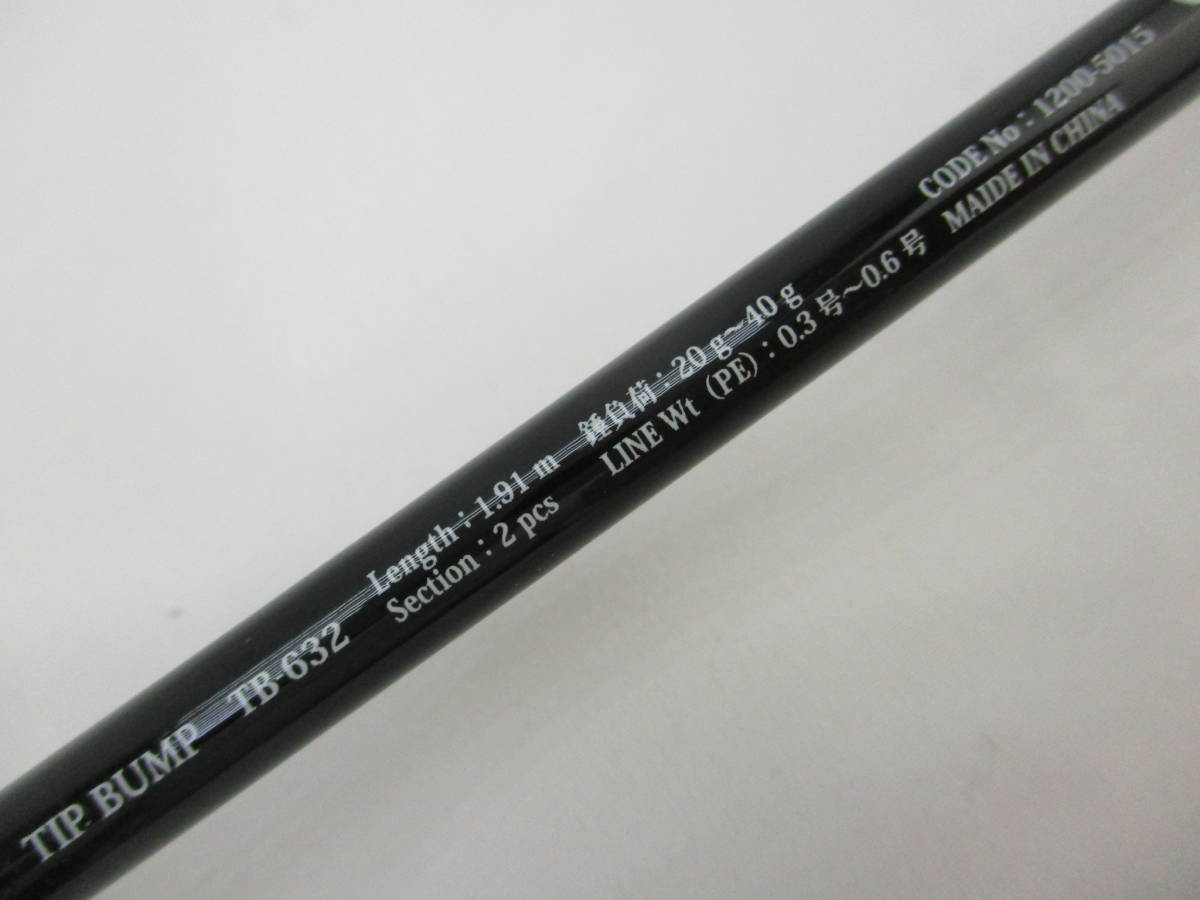 TIP. BUMP TB-632
Length : 1.91 m 錘負荷 : 20 g~40 g CODE No : 1200-5015
Section : 2 pcs LINE Wt (PE) : 0.3号~0.6号 MAIDE IN CHINA